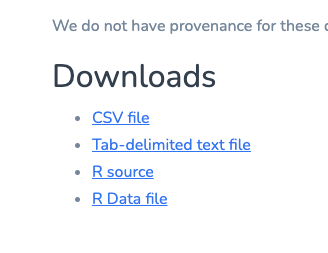 We do not have provenance for these
Downloads
CSV file
Tab-delimited text file
R source
R Data file